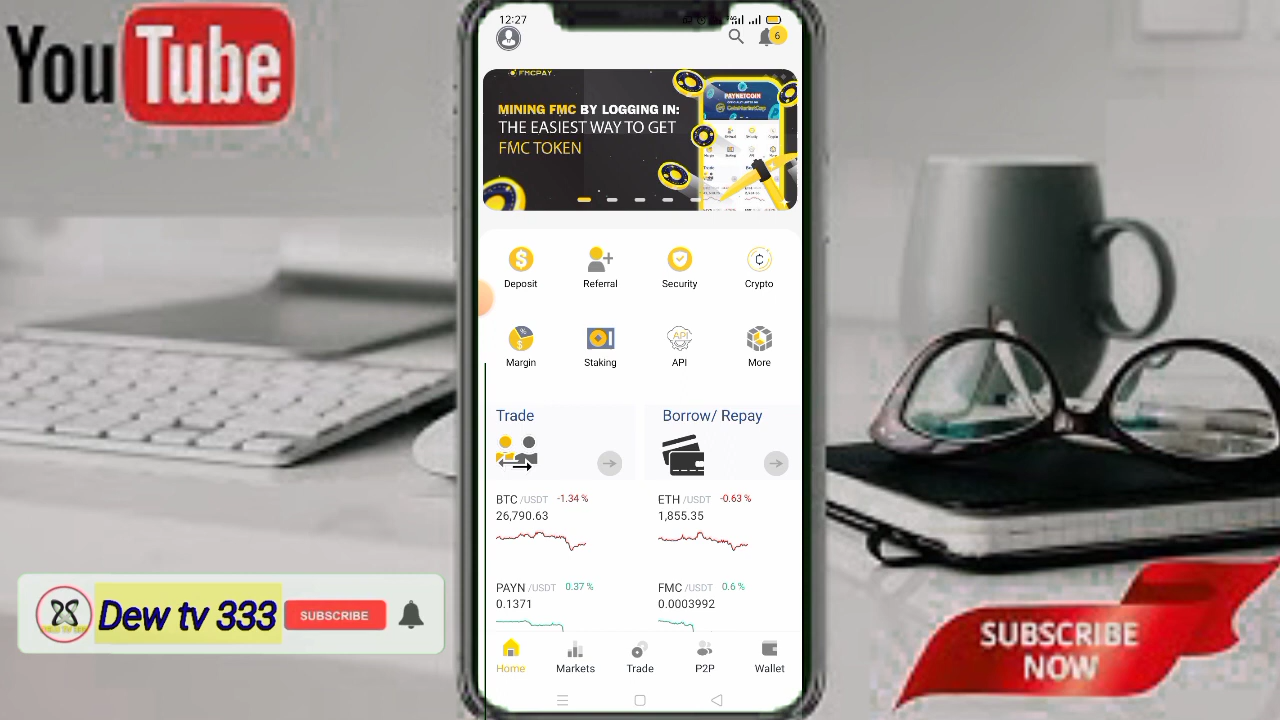 YouTube
12:27
6
FMCPAY
MINING FMC BY LOGGING IN:
THE EASIEST WAY TO GET
FMC TOKEN
PAYNETCOIN
Deposit
Referral
Security
Crypto
Margin
Staking
API
API
More
Trade
Borrow/ Repay
BTC /USDT -1.34 %
26,790.63
ETH /USDT -0.63 %
1,855.35
PAYN /USDT 0.37 %
0.1371
FMC /USDT 0.6 %
0.0003992
Home
Markets
Trade
P2P
Wallet
Dew tv 333
SUBSCRIBE
SUBSCRIBE
NOW